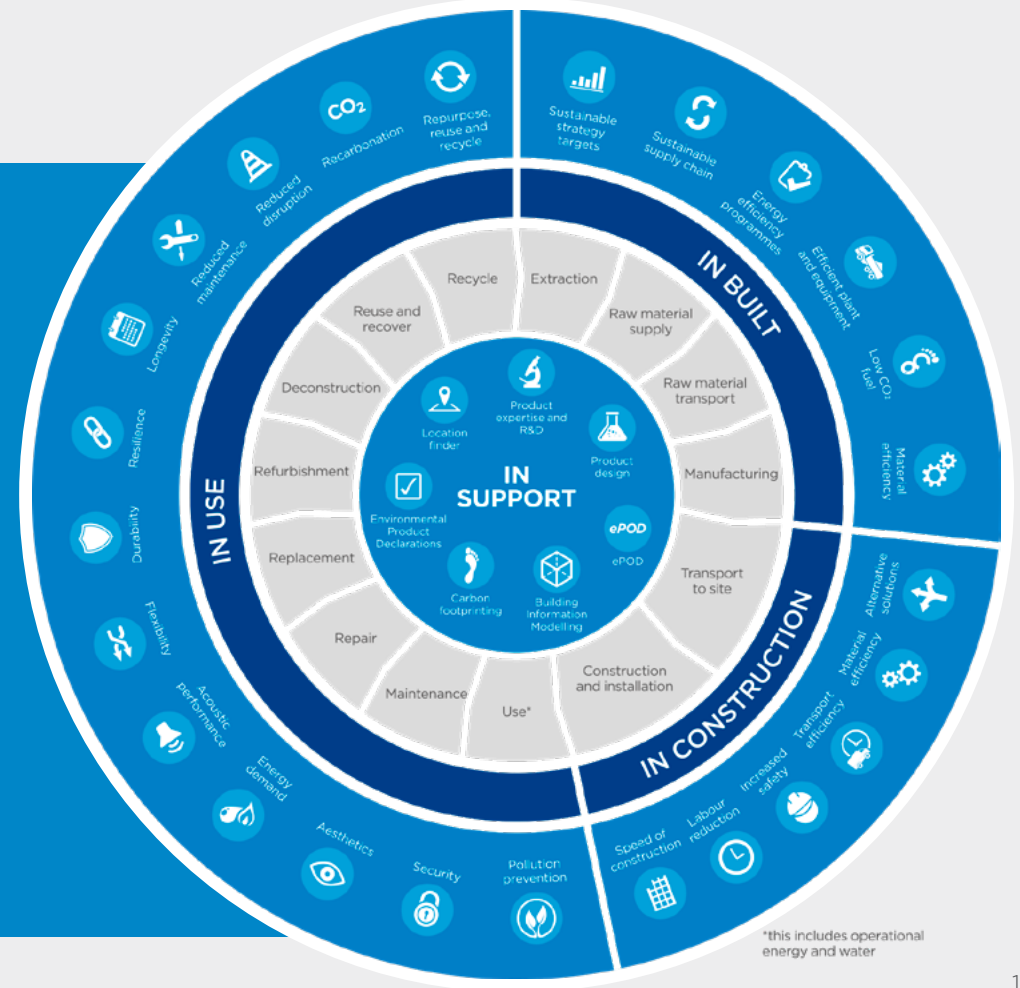 Sustainable
strategy
targets
Sustainable
supply chain
Energy
efficiency
programmes
Efficient plant
and equipment
Low CO₂
fuel
Material
efficiency
Alternative
solutions
Material
efficiency
Transport
efficiency
Increased
safety
Labour
reduction
Speed of
construction
Pollution
prevention
Security
Aesthetics
Energy
demand
Acoustic
performance
Flexibility
Durability
Resilience
Longevity
Reduced
maintenance
Reduced
disruption
CO₂
Recarbonation
Repurpose,
reuse and
recycle
IN BUILT
IN CONSTRUCTION
IN USE
Extraction
Raw material
supply
Raw material
transport
Manufacturing
Transport
to site
Construction
and installation
Use*
Maintenance
Repair
Replacement
Refurbishment
Deconstruction
Reuse and
recover
Recycle
IN
SUPPORT
Product
expertise and
R&D
Product
design
ePOD
ePOD
Building
Information
Modelling
Carbon
footprinting
Environmental
Product
Declarations
Location
finder
*this includes operational
energy and water
1